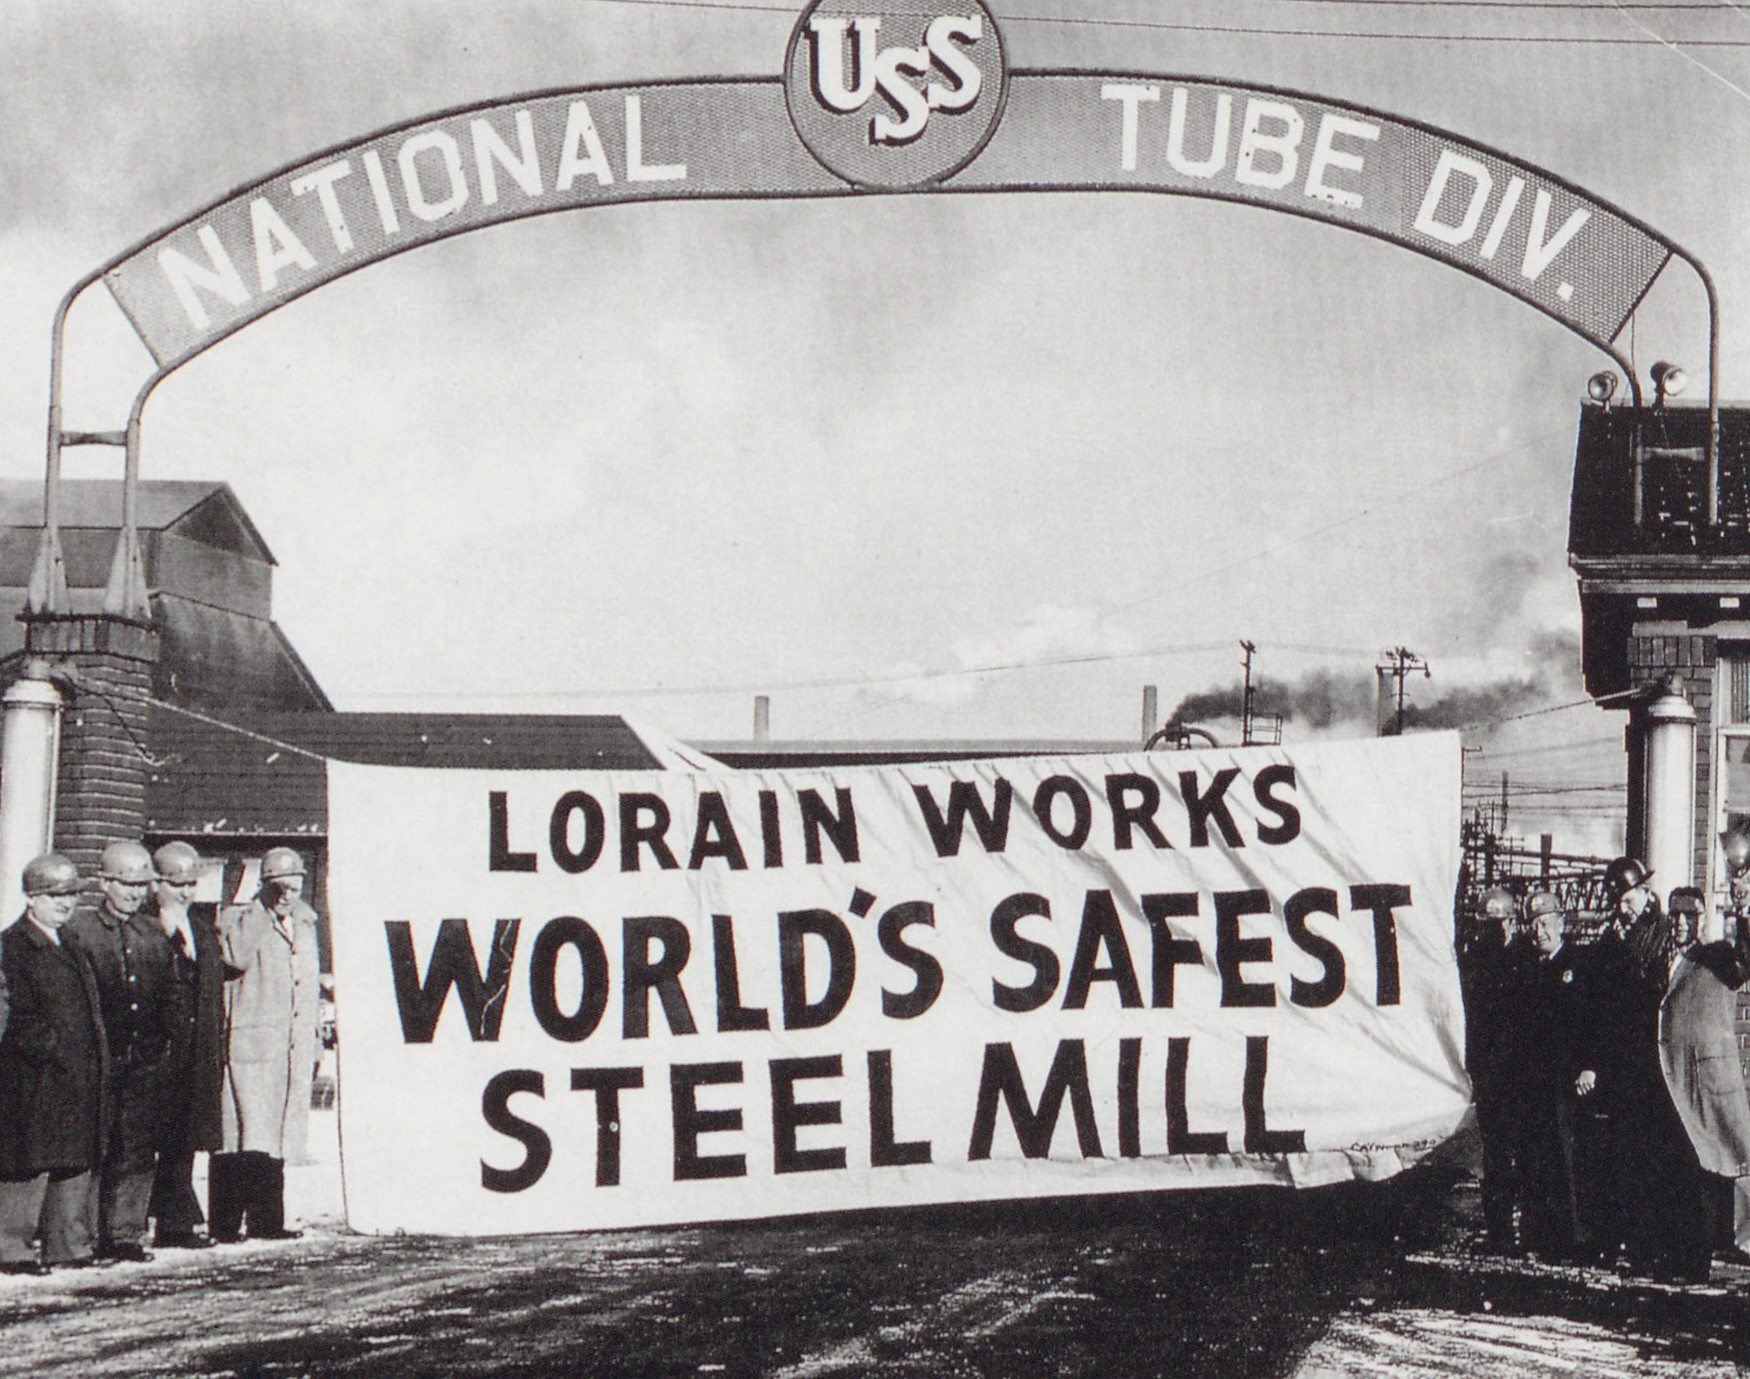 USS
NATIONAL TUBE DIV.
LORAIN WORKS
WORLD'S SAFEST
STEEL MILL